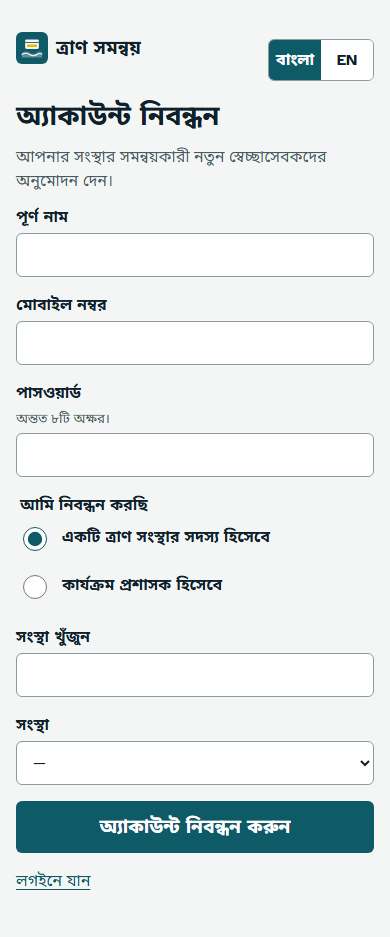 ত্রাণ সমন্বয়
বাংলা
EN
অ্যাকাউন্ট নিবন্ধন
আপনার সংস্থার সমন্বয়কারী নতুন স্বেচ্ছাসেবকদের
অনুমোদন দেন।
পূর্ণ নাম
মোবাইল নম্বর
পাসওয়ার্ড
অন্তত ৮টি অক্ষর।
আমি নিবন্ধন করছি
একটি ত্রাণ সংস্থার সদস্য হিসেবে
কার্যক্রম প্রশাসক হিসেবে
সংস্থা খুঁজুন
সংস্থা
—
অ্যাকাউন্ট নিবন্ধন করুন
লগইনে যান